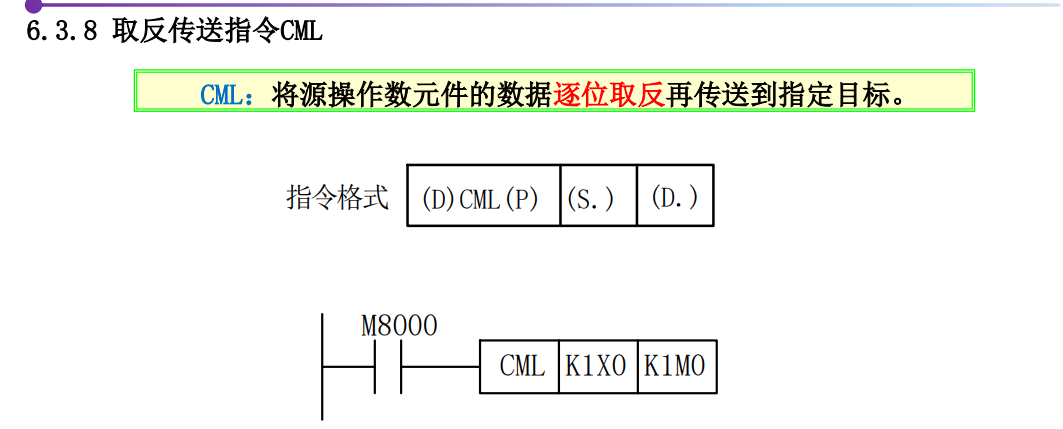 6.3.8 取反传送指令CML
CML：将源操作数元件的数据逐位取反再传送到指定目标。
指令格式 (D)CML(P) (S.) (D.)
M8000
CML K1X0 K1M0